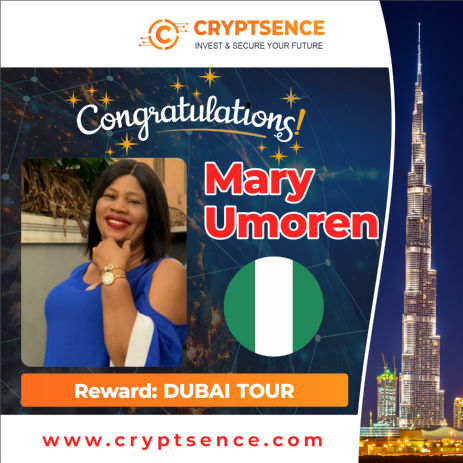 CRYPTSENCE
INVEST & SECURE YOUR FUTURE
Congratulations!
Mary
Umoren
Reward: DUBAI TOUR
www.cryptsence.com